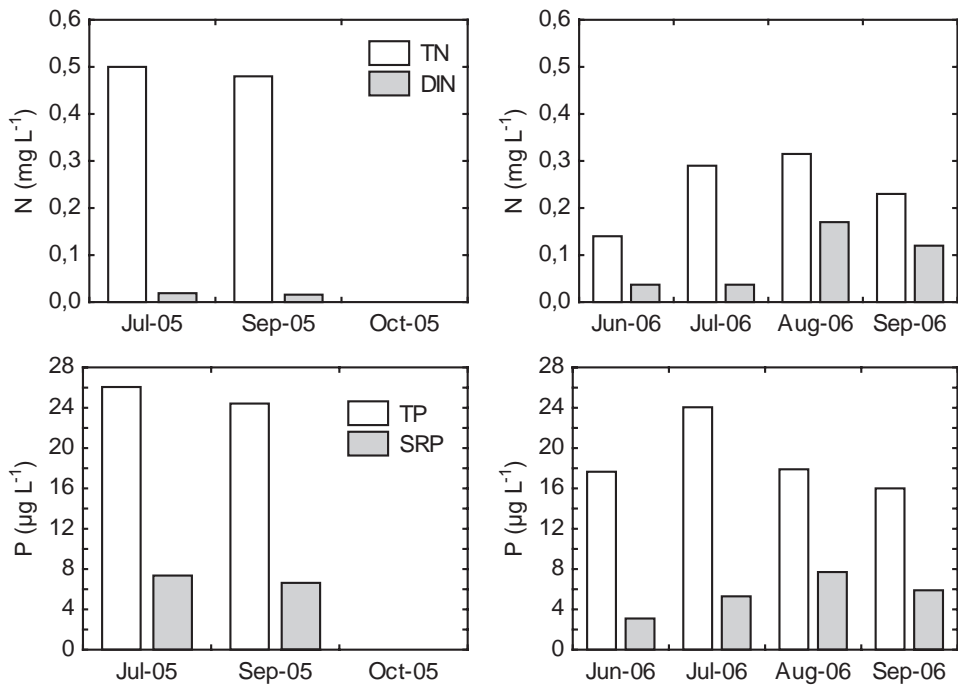 0,6
0,5
0,4
0,3
0,2
0,1
0,0
N (mg L-1)
TN
DIN
Jul-05
Sep-05
Oct-05
0,6
0,5
0,4
0,3
0,2
0,1
0,0
N (mg L-1)
Jun-06
Jul-06
Aug-06
Sep-06
28
24
20
16
12
8
4
0
P (µg L-1)
TP
SRP
Jul-05
Sep-05
Oct-05
28
24
20
16
12
8
4
0
P (µg L-1)
Jun-06
Jul-06
Aug-06
Sep-06